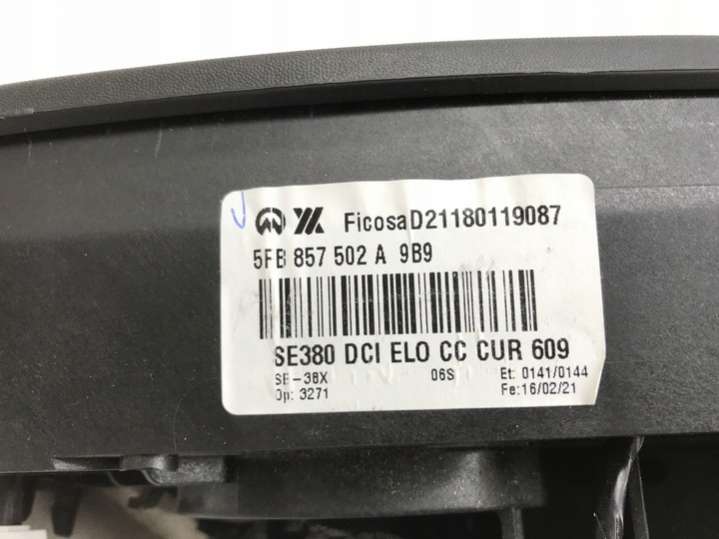 FicosaD21180119087
5FB 857 502 A 9B9
SE380 DCI ELO CC CUR 609
SE-38X 06S Et: 0141/0144
Op: 3271 Fe:16/02/21